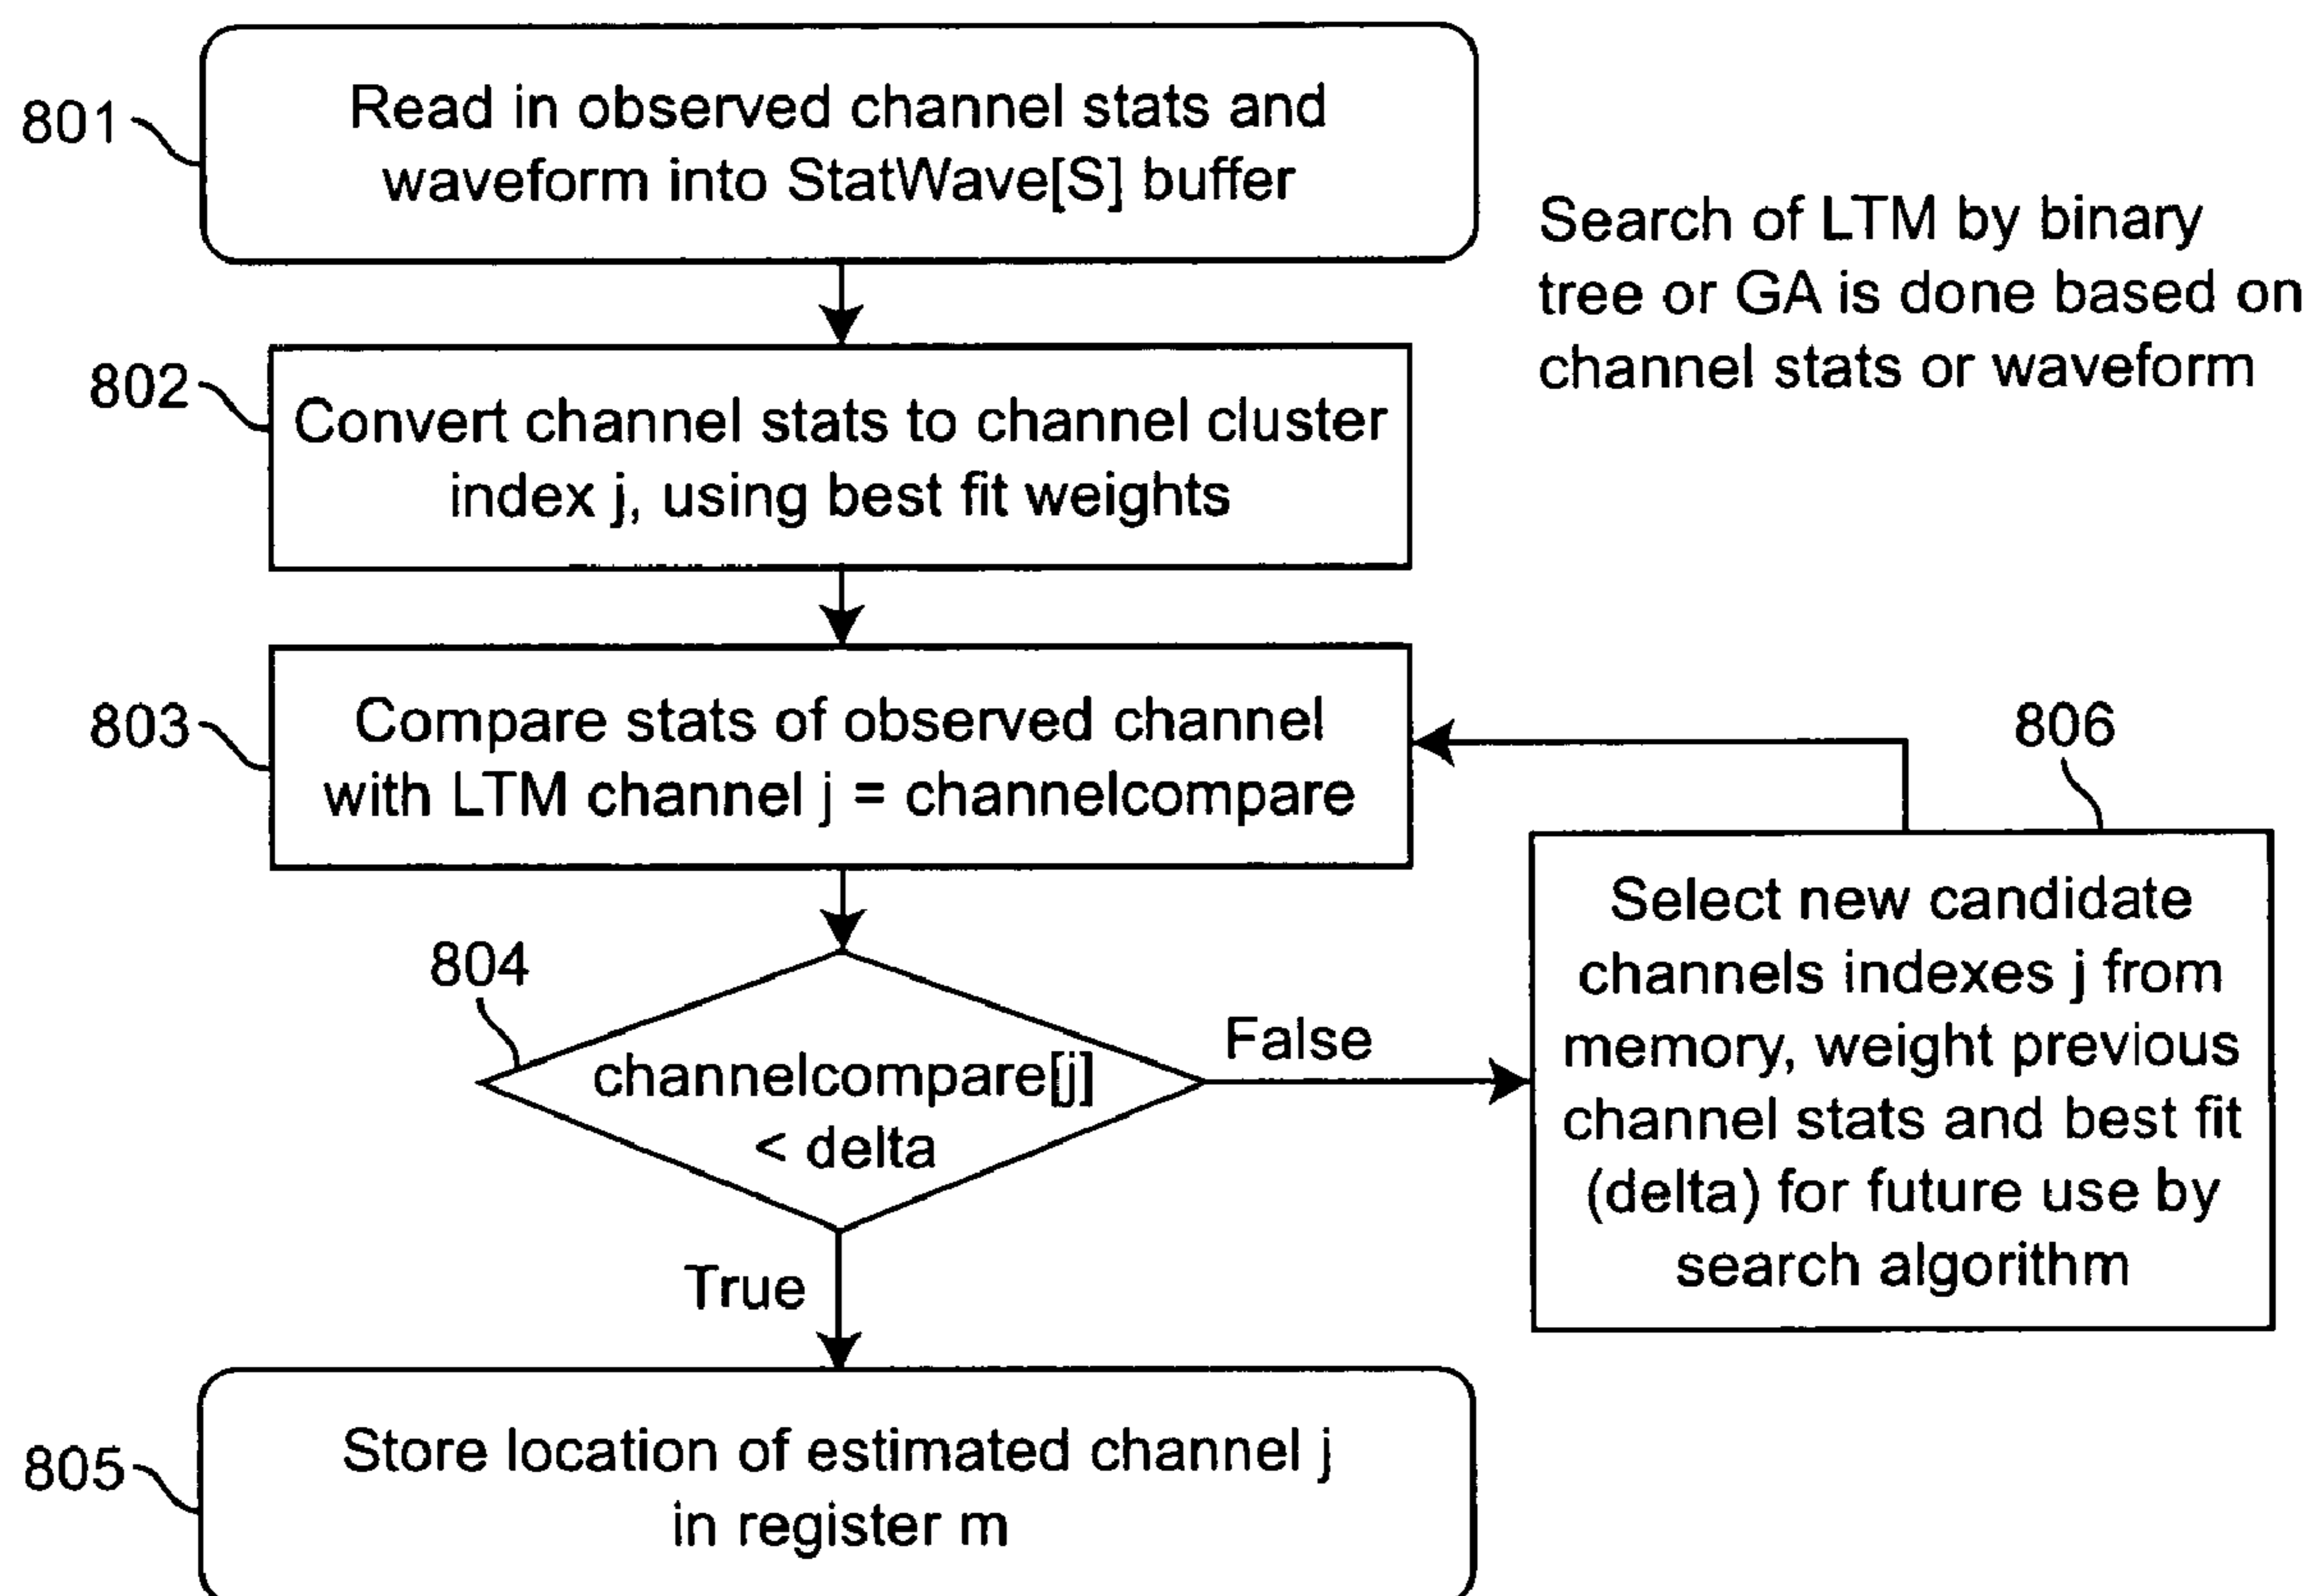 801
Read in observed channel stats and
waveform into StatWave[S] buffer
Search of LTM by binary
tree or GA is done based on
channel stats or waveform
802
Convert channel stats to channel cluster
index j, using best fit weights
803
Compare stats of observed channel
with LTM channel j = channelcompare
806
Select new candidate
channels indexes j from
memory, weight previous
channel stats and best fit
(delta) for future use by
search algorithm
804
channelcompare[j]
< delta
False
True
805
Store location of estimated channel j
in register m